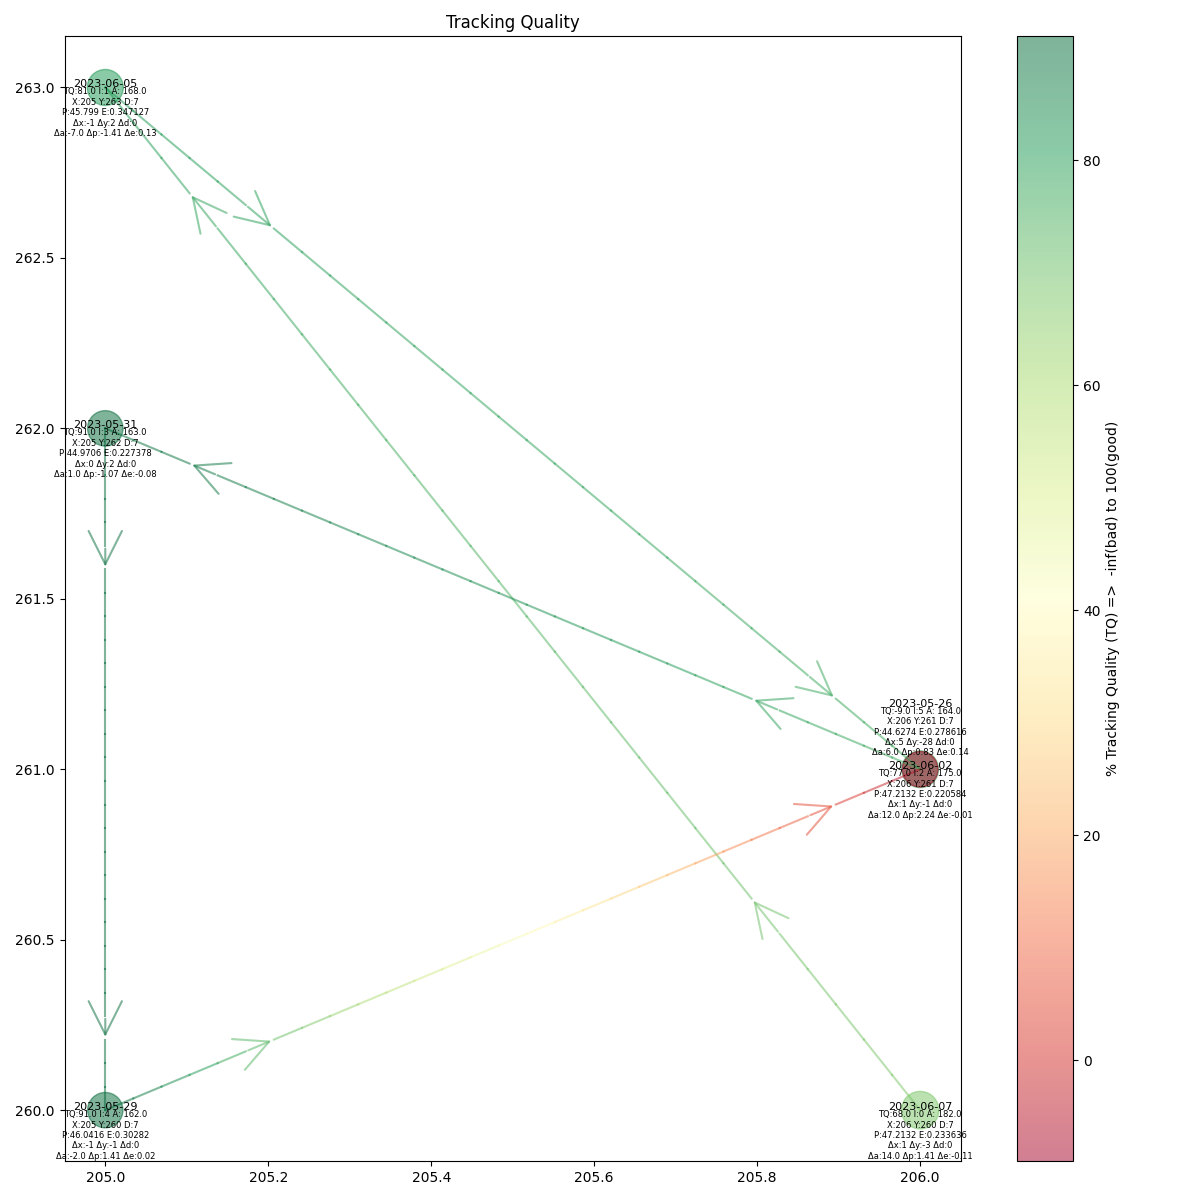 Tracking Quality
263.0
262.5
262.0
261.5
261.0
260.5
260.0
205.0
205.2
205.4
205.6
205.8
206.0
2023-06-05
TQ:81.0 I:1 A: 168.0
X:205 Y:263 D:7
P:45.799 E:0.347127
Δx:-1 Δy:2 Δd:0
Δa:-7.0 Δp:-1.41 Δe:0.13
2023-05-31
TQ:91.0 I:3 A: 163.0
X:205 Y:262 D:7
P:44.9706 E:0.227378
Δx:0 Δy:2 Δd:0
Δa:1.0 Δp:-1.07 Δe:-0.08
2023-05-26
TQ:-9.0 I:5 A: 164.0
X:206 Y:261 D:7
P:44.6274 E:0.278616
Δx:5 Δy:-28 Δd:0
Δa:6.0 Δp:0.83 Δe:0.14
2023-06-02
TQ:77.0 I:2 A: 175.0
X:206 Y:261 D:7
P:47.2132 E:0.220584
Δx:1 Δy:-1 Δd:0
Δa:12.0 Δp:2.24 Δe:-0.01
2023-05-29
TQ:91.0 I:4 A: 162.0
X:205 Y:260 D:7
P:46.0416 E:0.30282
Δx:-1 Δy:-1 Δd:0
Δa:-2.0 Δp:1.41 Δe:0.02
2023-06-07
TQ:68.0 I:0 A: 182.0
X:206 Y:260 D:7
P:47.2132 E:0.233636
Δx:1 Δy:-3 Δd:0
Δa:14.0 Δp:1.41 Δe:-0.11
80
60
40
20
0
% Tracking Quality (TQ) =>  -inf(bad) to 100(good)